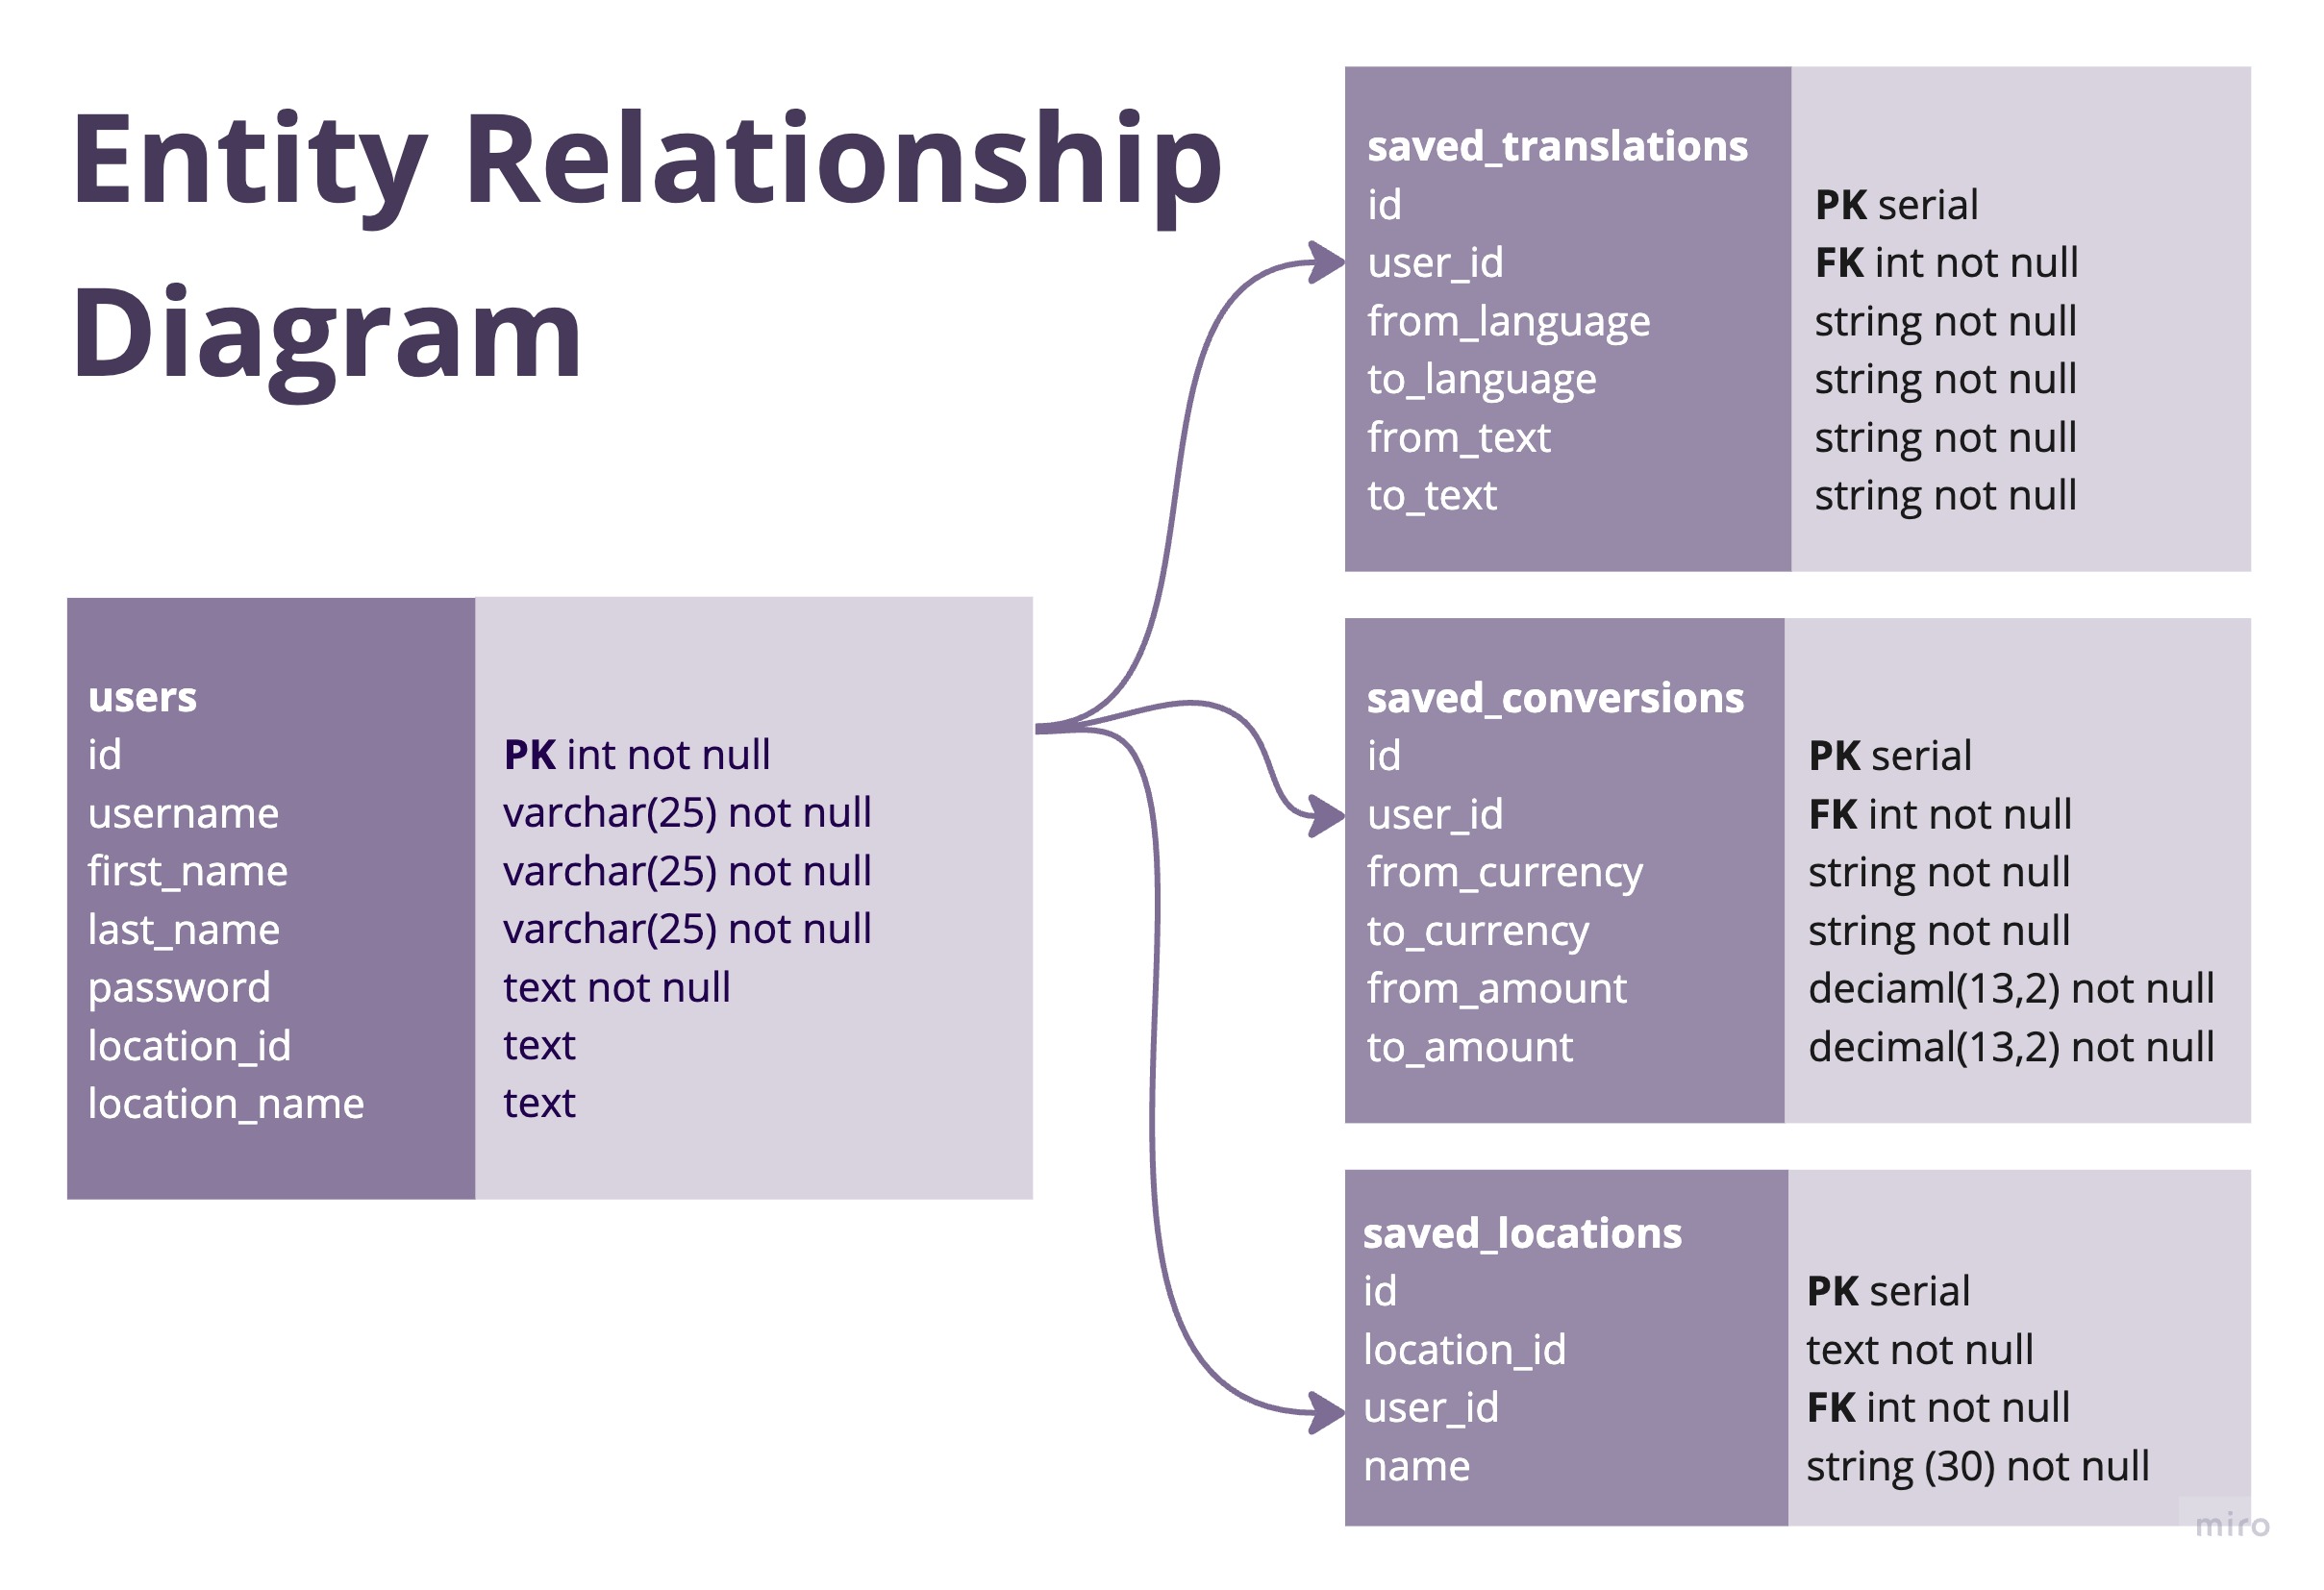 Entity Relationship
Diagram
users
id PK int not null
username varchar(25) not null
first_name varchar(25) not null
last_name varchar(25) not null
password text not null
location_id text
location_name text
saved_translations
id PK serial
user_id FK int not null
from_language string not null
to_language string not null
from_text string not null
to_text string not null
saved_conversions
id PK serial
user_id FK int not null
from_currency string not null
to_currency string not null
from_amount deciaml(13,2) not null
to_amount decimal(13,2) not null
saved_locations
id PK serial
location_id text not null
user_id FK int not null
name string (30) not null
miro